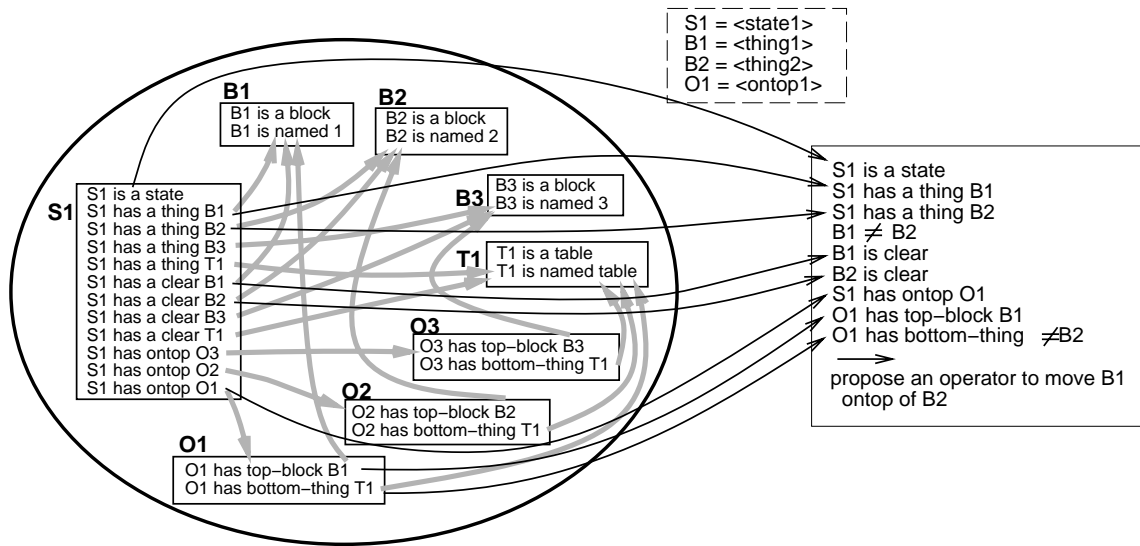 S1 = <state1>
B1 = <thing1>
B2 = <thing2>
O1 = <ontop1>
B1
B1 is a block
B1 is named 1
B2
B2 is a block
B2 is named 2
B3
B3 is a block
B3 is named 3
T1
T1 is a table
T1 is named table
S1
S1 is a state
S1 has a thing B1
S1 has a thing B2
S1 has a thing B3
S1 has a thing T1
S1 has a clear B1
S1 has a clear B2
S1 has a clear B3
S1 has a clear T1
S1 has ontop O3
S1 has ontop O2
S1 has ontop O1
O3
O3 has top−block B3
O3 has bottom−thing T1
O2
O2 has top−block B2
O2 has bottom−thing T1
O1
O1 has top−block B1
O1 has bottom−thing T1
S1 is a state
S1 has a thing B1
S1 has a thing B2
B1 ≠ B2
B1 is clear
B2 is clear
S1 has ontop O1
O1 has top−block B1
O1 has bottom−thing ≠B2
propose an operator to move B1
ontop of B2